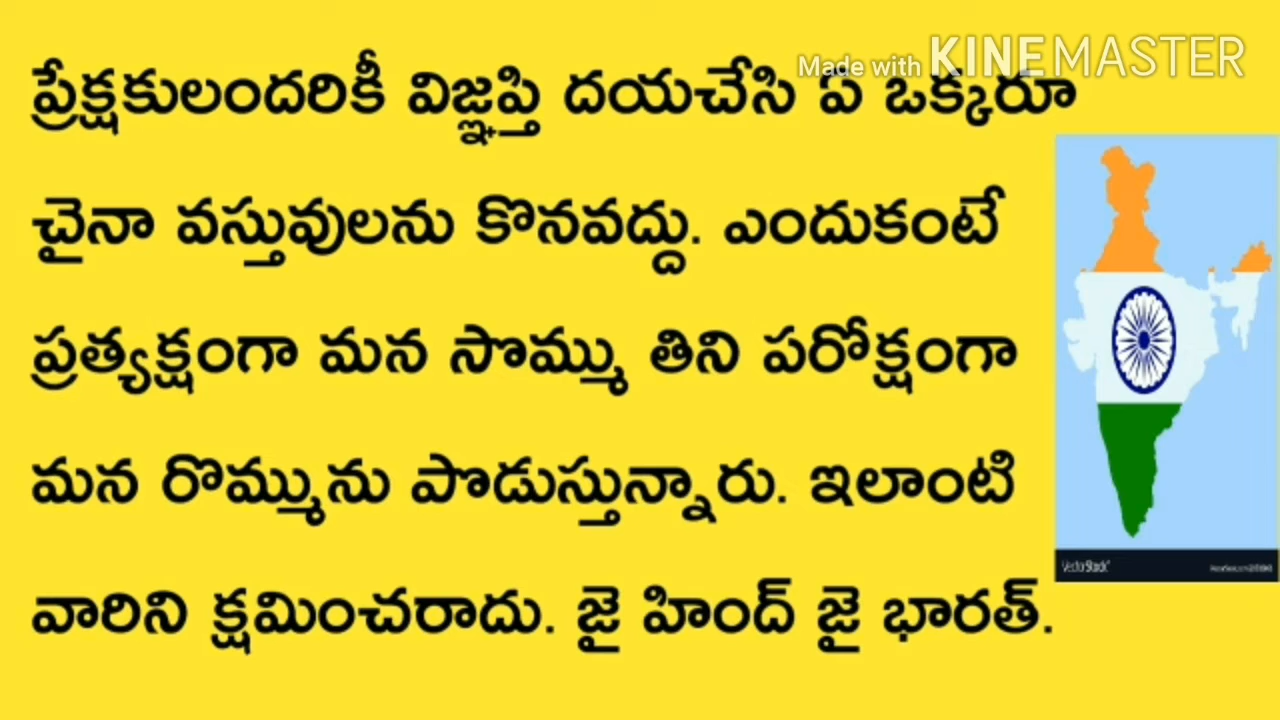 Made with KINEMASTER
ప్రేక్షకులందరికీ విజ్ఞప్తి దయచేసి ఏ ఒక్కరూ
చైనా వస్తువులను కొనవద్దు. ఎందుకంటే
ప్రత్యక్షంగా మన సొమ్ము తిని పరోక్షంగా
మన రొమ్మును పొడుస్తున్నారు. ఇలాంటి
వారిని క్షమించరాదు. జై హింద్ జై భారత్.
VectorStock®